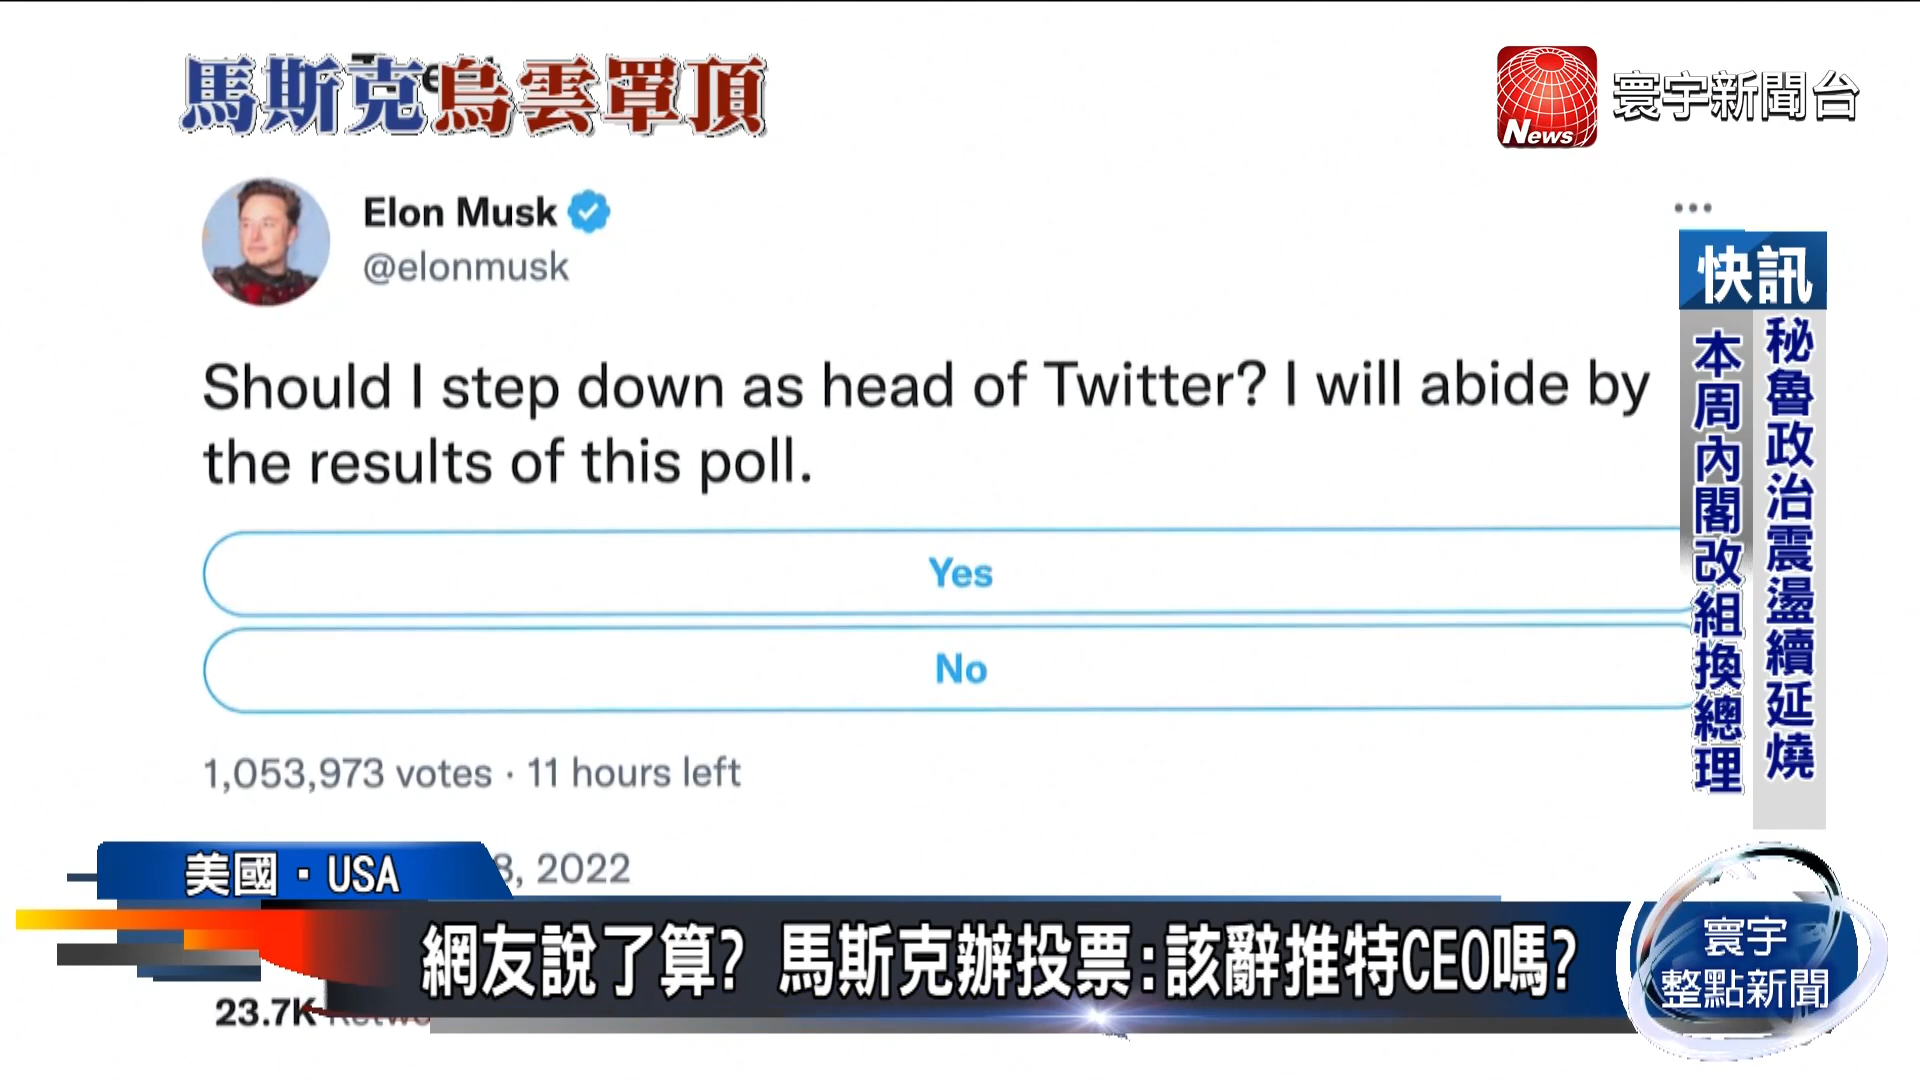 馬斯克烏雲罩頂
News
寰宇新聞台
Elon Musk
@elonmusk
快訊
秘魯政治震盪續延燒
本周內閣改組換總理
Should I step down as head of Twitter? I will abide by
the results of this poll.
Yes
No
1,053,973 votes · 11 hours left
美國·USA
8, 2022
網友說了算? 馬斯克辦投票:該辭推特CEO嗎?
23.7K
寰宇
整點新聞